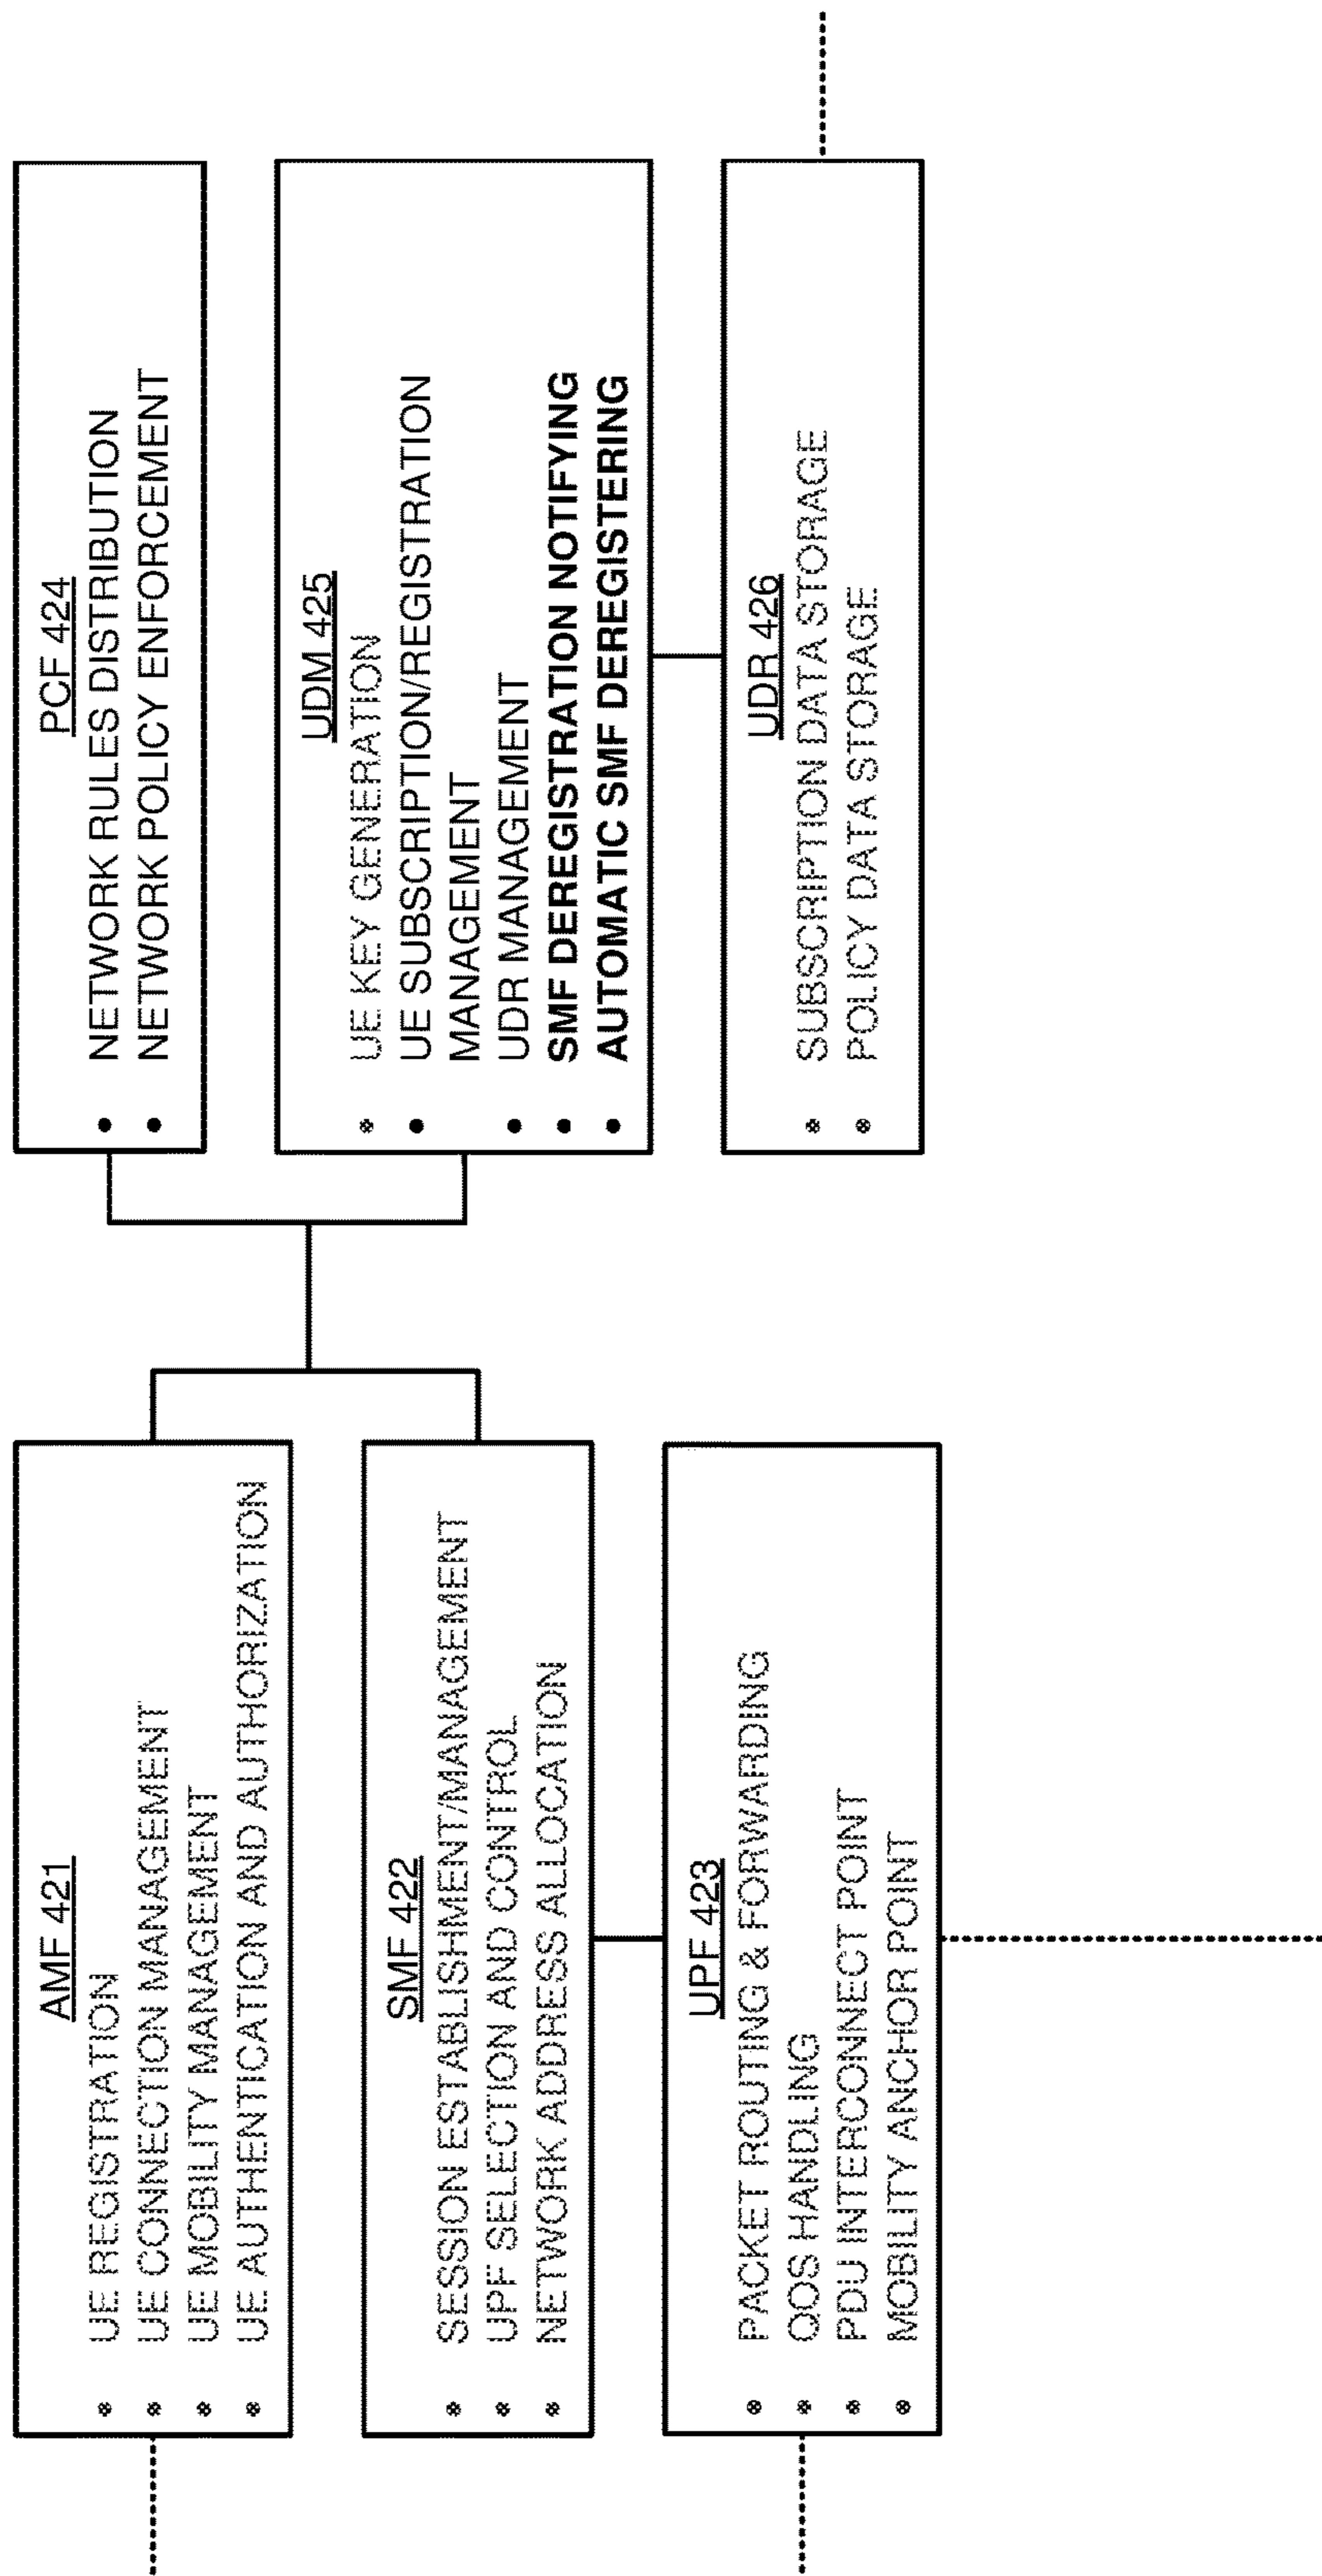 AMF 421
• UE REGISTRATION
• UE CONNECTION MANAGEMENT
• UE MOBILITY MANAGEMENT
• UE AUTHENTICATION AND AUTHORIZATION
SMF 422
• SESSION ESTABLISHMENT/MANAGEMENT
• UPF SELECTION AND CONTROL
• NETWORK ADDRESS ALLOCATION
UPF 423
• PACKET ROUTING & FORWARDING
• QOS HANDLING
• PDU INTERCONNECT POINT
• MOBILITY ANCHOR POINT
PCF 424
• NETWORK RULES DISTRIBUTION
• NETWORK POLICY ENFORCEMENT
UDM 425
• UE KEY GENERATION
• UE SUBSCRIPTION/REGISTRATION
MANAGEMENT
• UDR MANAGEMENT
• SMF DEREGISTRATION NOTIFYING
• AUTOMATIC SMF DEREGISTERING
UDR 426
• SUBSCRIPTION DATA STORAGE
• POLICY DATA STORAGE